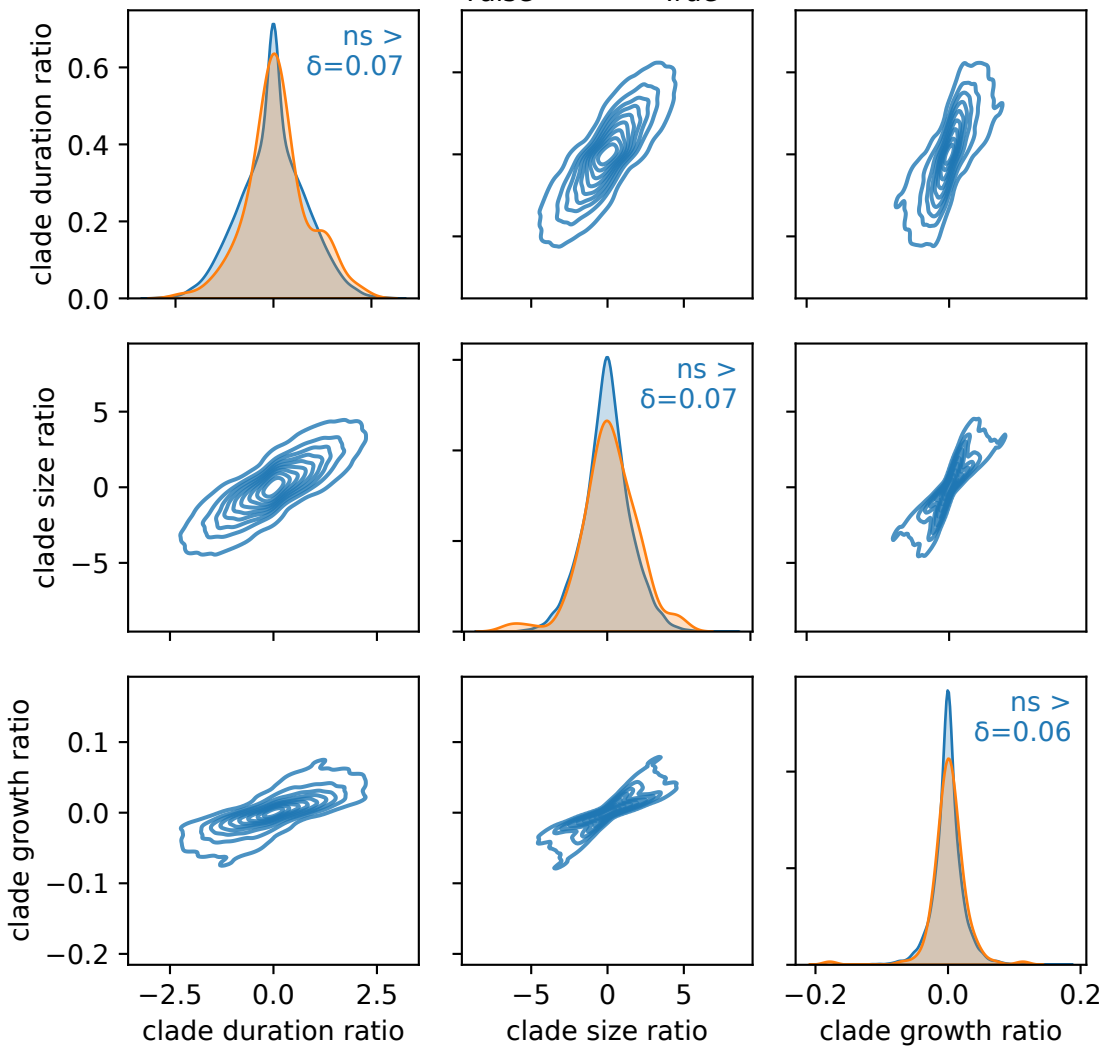 True
clade duration ratio
0.6
0.4
0.2
0.0
ns >
δ=0.07
clade size ratio
5
0
−5
ns >
δ=0.07
clade growth ratio
0.1
0.0
−0.1
−0.2
ns >
δ=0.06
−2.5 0.0 2.5
−5 0 5
−0.2 0.0 0.2
clade duration ratio
clade size ratio
clade growth ratio